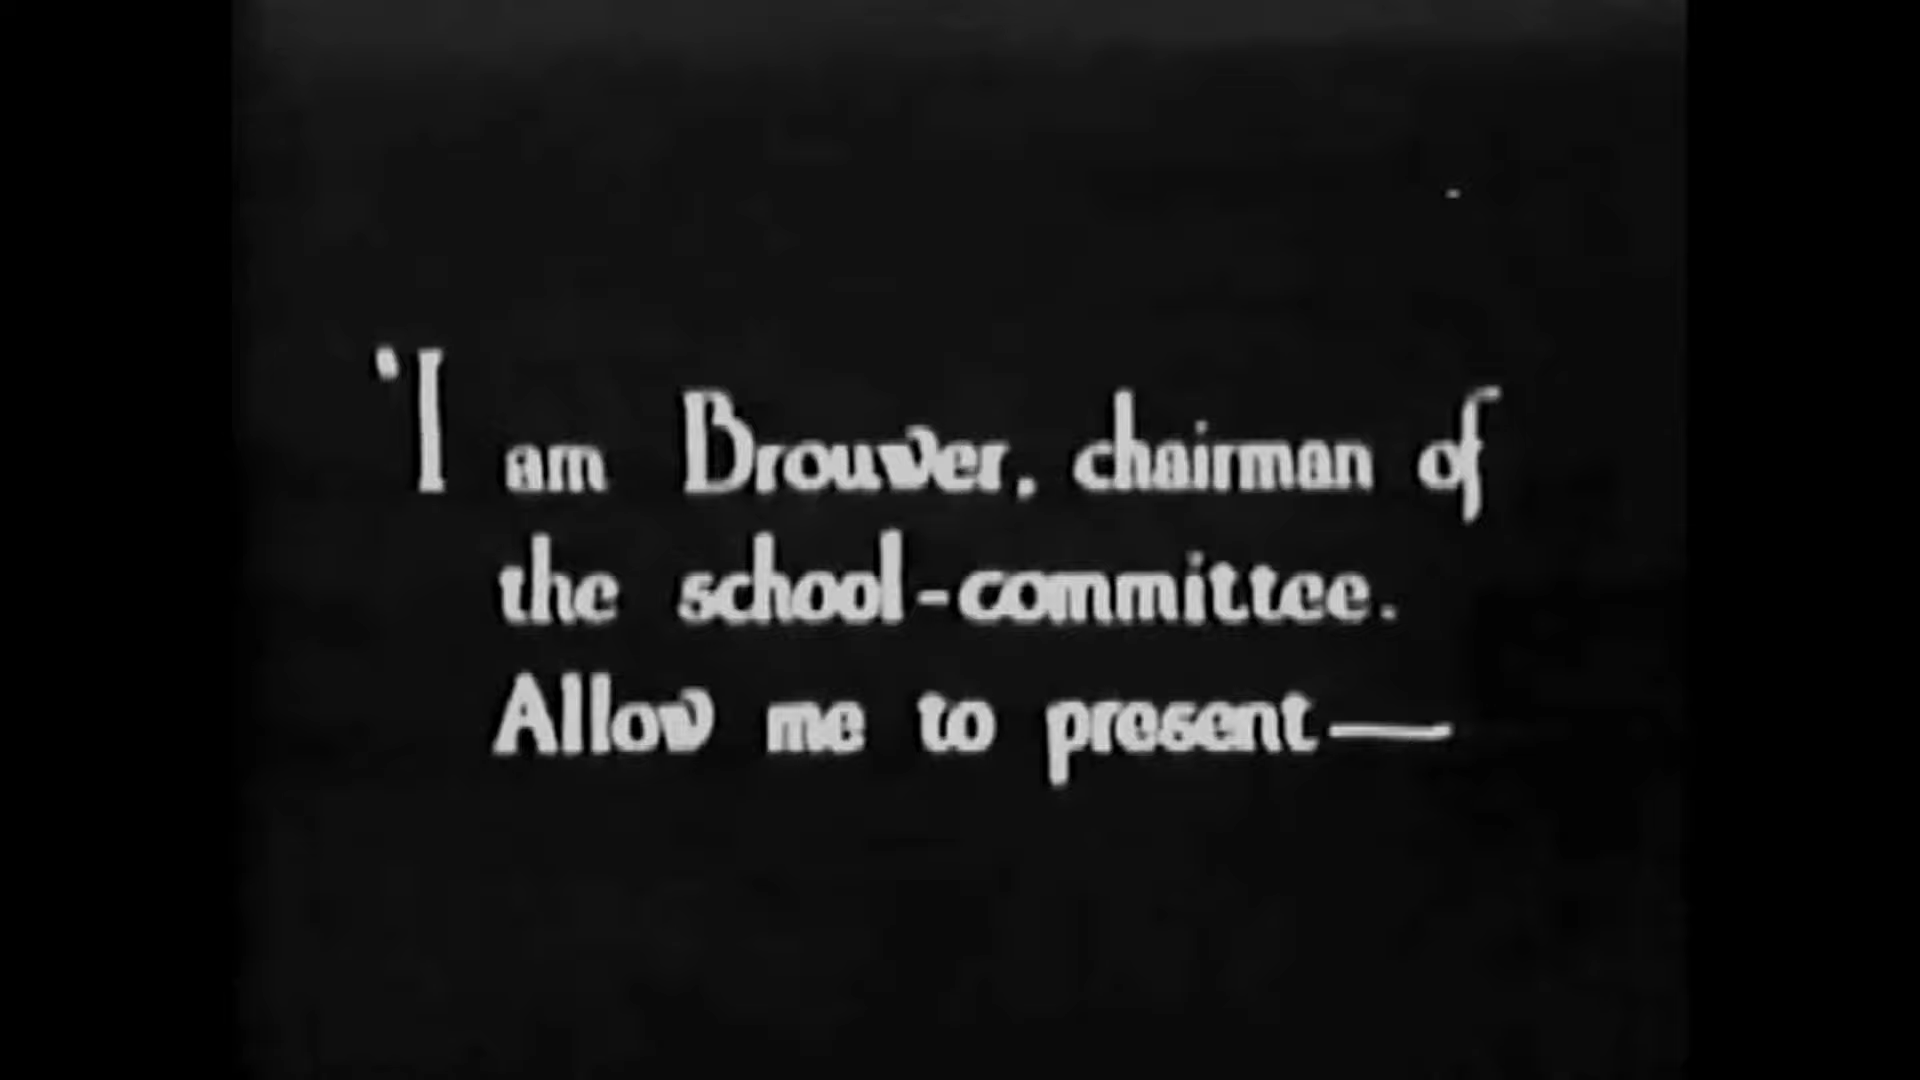 'I am Brouwer, chairman of
the school-committee.
Allow me to present—